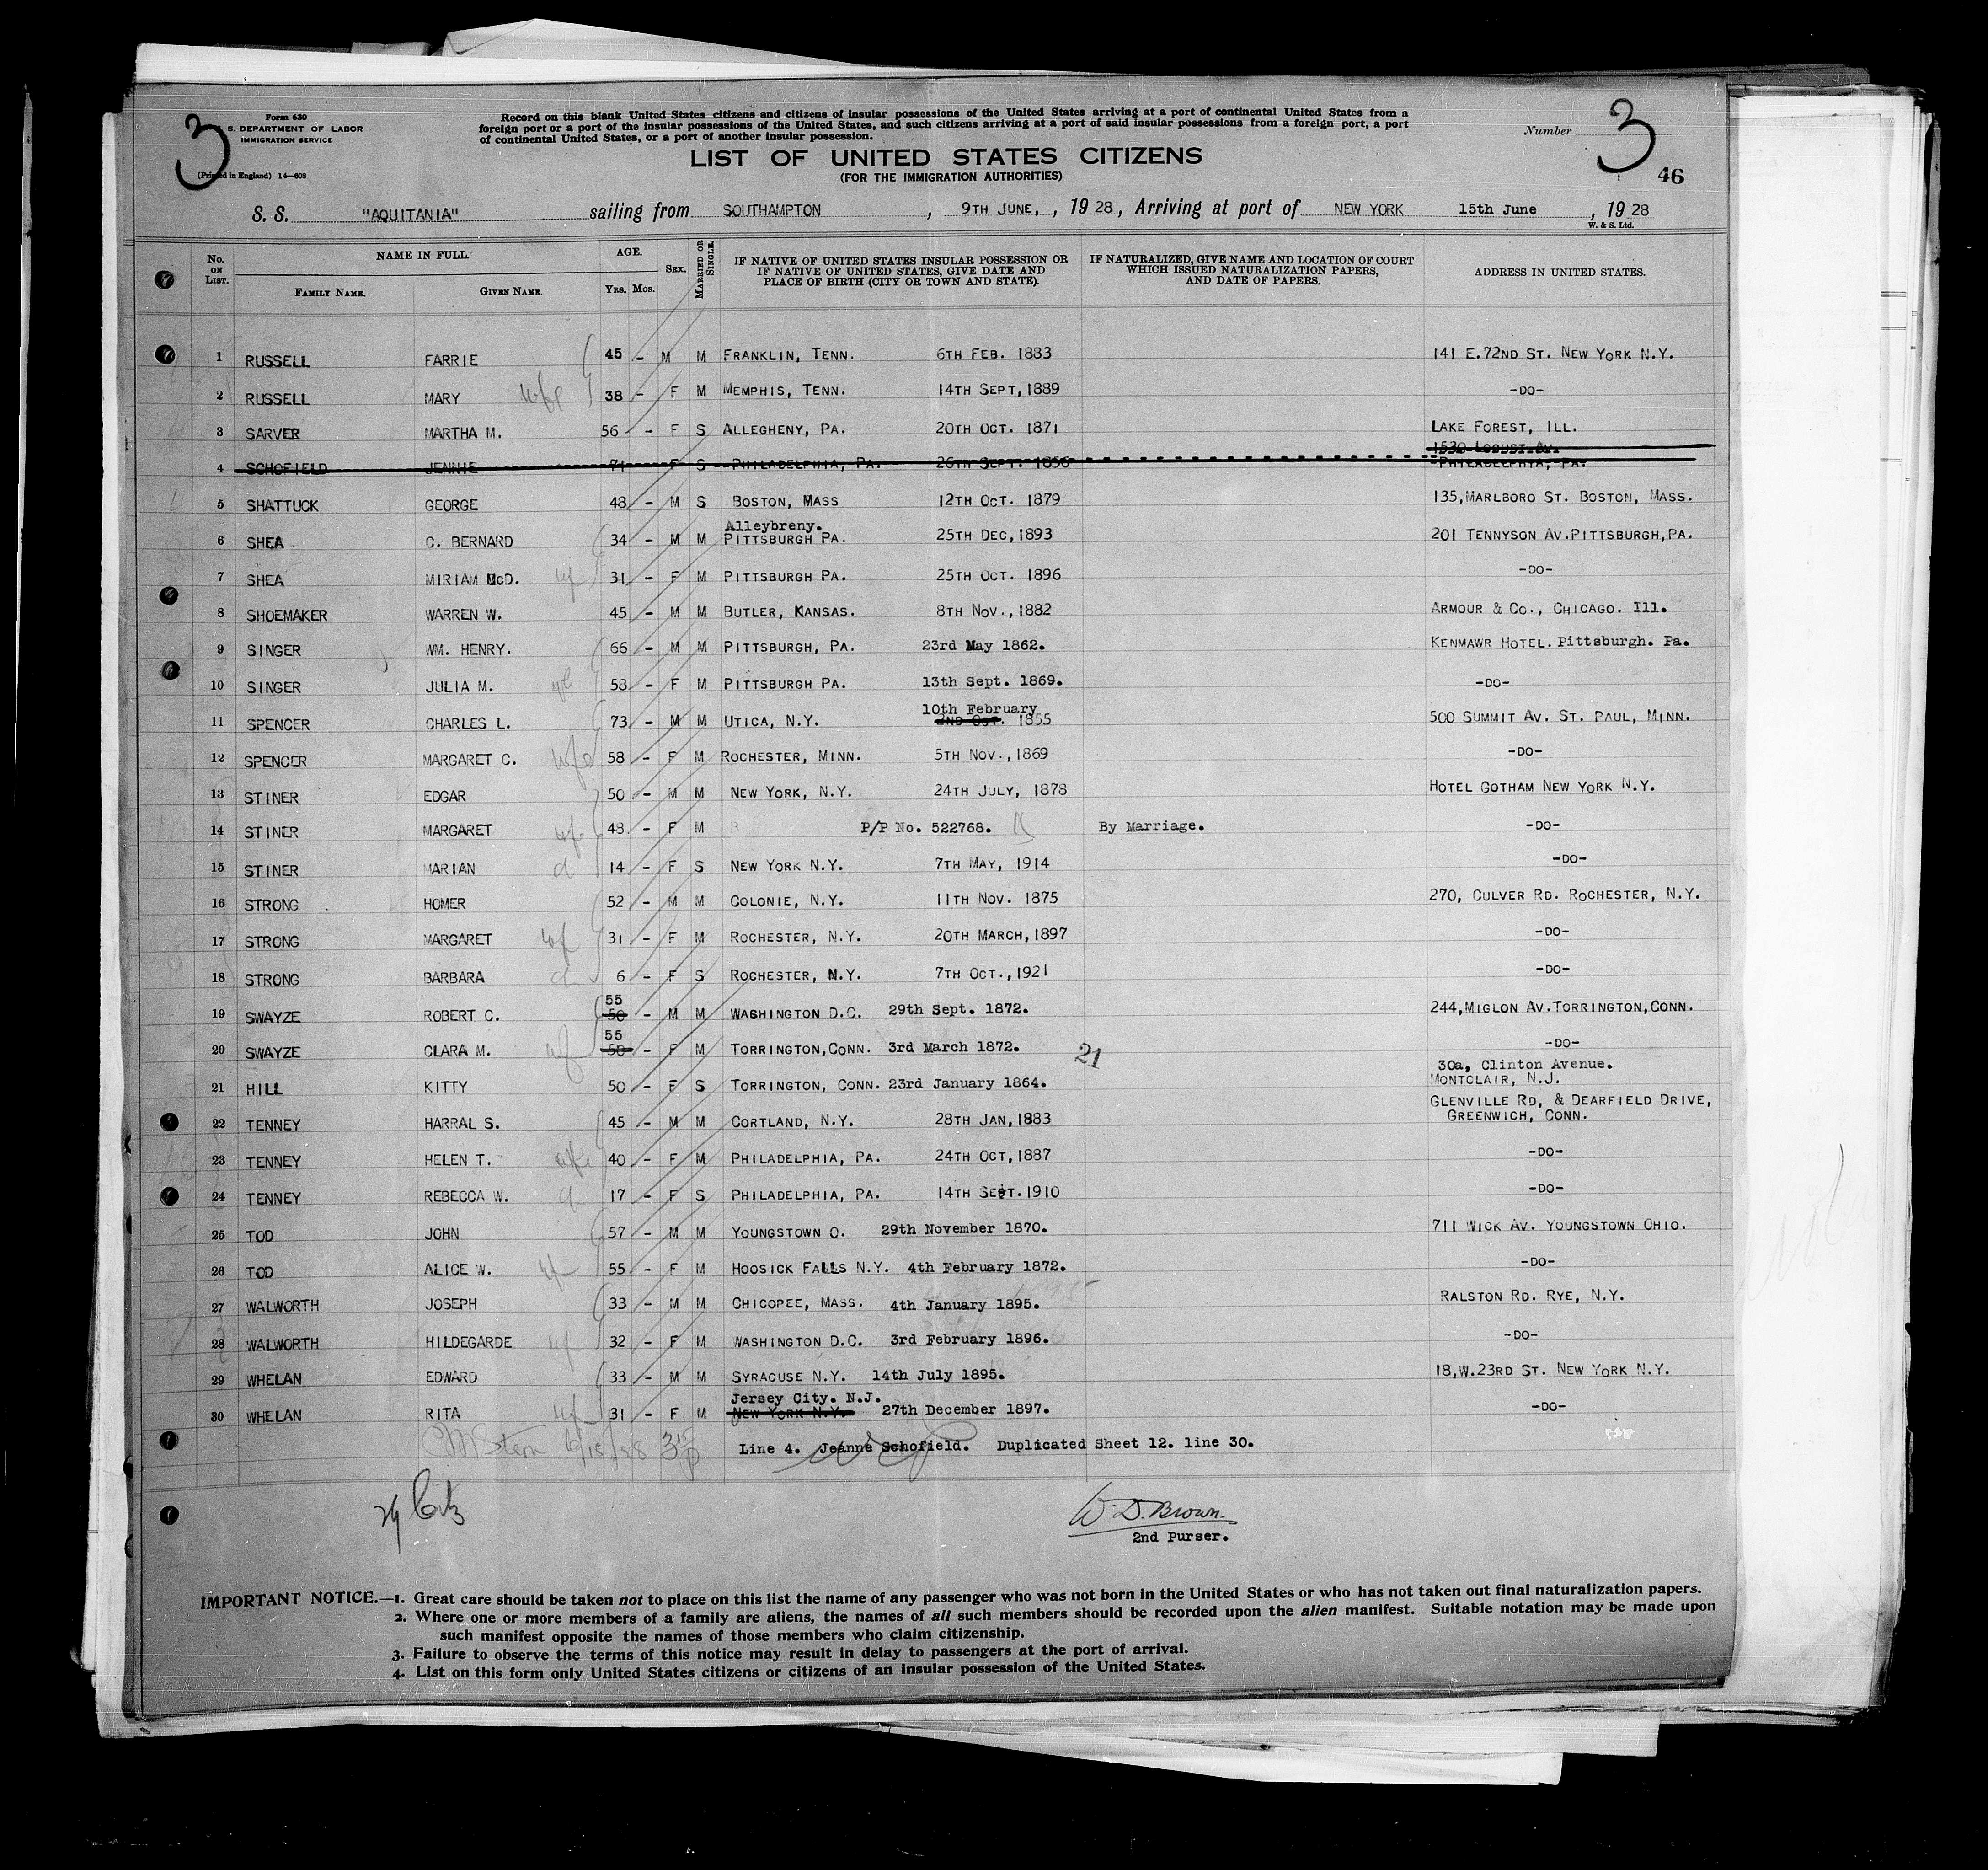 3
Form 630
S. DEPARTMENT OF LABOR
IMMIGRATION SERVICE
(Printed in England) 14—608
Record on this blank United States citizens and citizens of insular possessions of the United States arriving at a port of continental United States from a
foreign port or a port of the insular possessions of the United States, and such citizens arriving at a port of said insular possessions from a foreign port, a port
of continental United States, or a port of another insular possession.
LIST OF UNITED STATES CITIZENS
(FOR THE IMMIGRATION AUTHORITIES)
Number 3
46
S. S. "AQUITANIA" sailing from SOUTHAMPTON, 9TH JUNE,, 1928, Arriving at port of NEW YORK 15th June, 1928
W. & S. Ltd.
No. ON LIST. NAME IN FULL. FAMILY NAME. GIVEN NAME. AGE. Yrs. Mos. SEX. MARRIED OR SINGLE. IF NATIVE OF UNITED STATES INSULAR POSSESSION OR IF NATIVE OF UNITED STATES, GIVE DATE AND PLACE OF BIRTH (CITY OR TOWN AND STATE). IF NATURALIZED, GIVE NAME AND LOCATION OF COURT WHICH ISSUED NATURALIZATION PAPERS, AND DATE OF PAPERS. ADDRESS IN UNITED STATES.
1 RUSSELL FARRIE 45 - M M FRANKLIN, TENN. 6TH FEB. 1883 141 E.72ND ST. NEW YORK N.Y.
2 RUSSELL MARY wife 38 - F M MEMPHIS, TENN. 14TH SEPT, 1889 -DO-
3 SARVER MARTHA M. 56 - F S ALLEGHENY, PA. 20TH OCT. 1871 LAKE FOREST, ILL.
1530 LOCUST AV.
4 SCHOFIELD JENNIE 71 - F S PHILADELPHIA, PA. 26TH SEPT. 1856 PHILADELPHIA, PA.
5 SHATTUCK GEORGE 48 - M S BOSTON, MASS 12TH OCT. 1879 135, MARLBORO ST. BOSTON, MASS.
Alleybreny.
6 SHEA C. BERNARD 34 - M M PITTSBURGH PA. 25TH DEC, 1893 201 TENNYSON AV. PITTSBURGH, PA.
7 SHEA MIRIAM McD. wf 31 - F M PITTSBURGH PA. 25TH OCT. 1896 -DO-
8 SHOEMAKER WARREN W. 45 - M M BUTLER, KANSAS. 8TH NOV., 1882 ARMOUR & CO., CHICAGO. Ill.
9 SINGER WM. HENRY. 66 - M M PITTSBURGH, PA. 23rd May 1862. KENMAWR HOTEL. Pittsburgh. Pa.
10 SINGER JULIA M. 58 - F M PITTSBURGH PA. 13th Sept. 1869. -DO-
10th February
11 SPENCER CHARLES L. 73 - M M UTICA, N.Y. 2ND OCT. 1855 500 SUMMIT AV. ST. PAUL, MINN.
12 SPENCER MARGARET C. wife 58 - F M ROCHESTER, MINN. 5TH NOV., 1869 -DO-
13 STINER EDGAR 50 - M M NEW YORK, N.Y. 24TH JULY, 1878 HOTEL GOTHAM NEW YORK N.Y.
14 STINER MARGARET wf 48 - F M P/P No. 522768. By Marriage. -DO-
15 STINER MARIAN d 14 - F S NEW YORK N.Y. 7TH MAY, 1914 -DO-
16 STRONG HOMER 52 - M M COLONIE, N.Y. 11TH NOV. 1875 270, CULVER RD. ROCHESTER, N.Y.
17 STRONG MARGARET wf 31 - F M ROCHESTER, N.Y. 20TH MARCH, 1897 -DO-
18 STRONG BARBARA d 6 - F S ROCHESTER, N.Y. 7TH OCT., 1921 -DO-
55
19 SWAYZE ROBERT C. 50 - M M WASHINGTON D.C. 29th Sept. 1872. 244, MIGLON AV. TORRINGTON, CONN.
55
20 SWAYZE CLARA M. wf 50 - F M TORRINGTON, CONN. 3rd March 1872. 21 -DO-
30a, Clinton Avenue.
21 HILL KITTY 50 - F S TORRINGTON, CONN. 23rd January 1864. MONTCLAIR, N.J.
GLENVILLE RD, & DEARFIELD DRIVE,
22 TENNEY HARRAL S. 45 - M M CORTLAND, N.Y. 28TH JAN, 1883 GREENWICH, CONN.
23 TENNEY HELEN T. wf 40 - F M PHILADELPHIA, PA. 24TH OCT, 1887 -DO-
24 TENNEY REBECCA W. d 17 - F S PHILADELPHIA, PA. 14TH SEPT. 1910 -DO-
25 TOD JOHN 57 - M M YOUNGSTOWN O. 29th November 1870. 711 WICK AV. YOUNGSTOWN OHIO.
26 TOD ALICE W. wf 55 - F M HOOSICK FALLS N.Y. 4th February 1872. -DO-
27 WALWORTH JOSEPH 33 - M M CHICOPEE, MASS. 4th January 1895. RALSTON RD. RYE, N.Y.
28 WALWORTH HILDEGARDE wf 32 - F M WASHINGTON D.C. 3rd February 1896. -DO-
29 WHELAN EDWARD 33 - M M SYRACUSE N.Y. 14th July 1895. 18, W.23RD ST. NEW YORK N.Y.
Jersey City. N.J.
30 WHELAN RITA wf 31 - F M NEW YORK N.Y. 27th December 1897. -DO-
6/15/28 Line 4. Jeanne Schofield. Duplicated Sheet 12. line 30.
29 Citz
W. D. Brown.
2nd Purser.
IMPORTANT NOTICE.—1. Great care should be taken not to place on this list the name of any passenger who was not born in the United States or who has not taken out final naturalization papers.
2. Where one or more members of a family are aliens, the names of all such members should be recorded upon the alien manifest. Suitable notation may be made upon
such manifest opposite the names of those members who claim citizenship.
3. Failure to observe the terms of this notice may result in delay to passengers at the port of arrival.
4. List on this form only United States citizens or citizens of an insular possession of the United States.